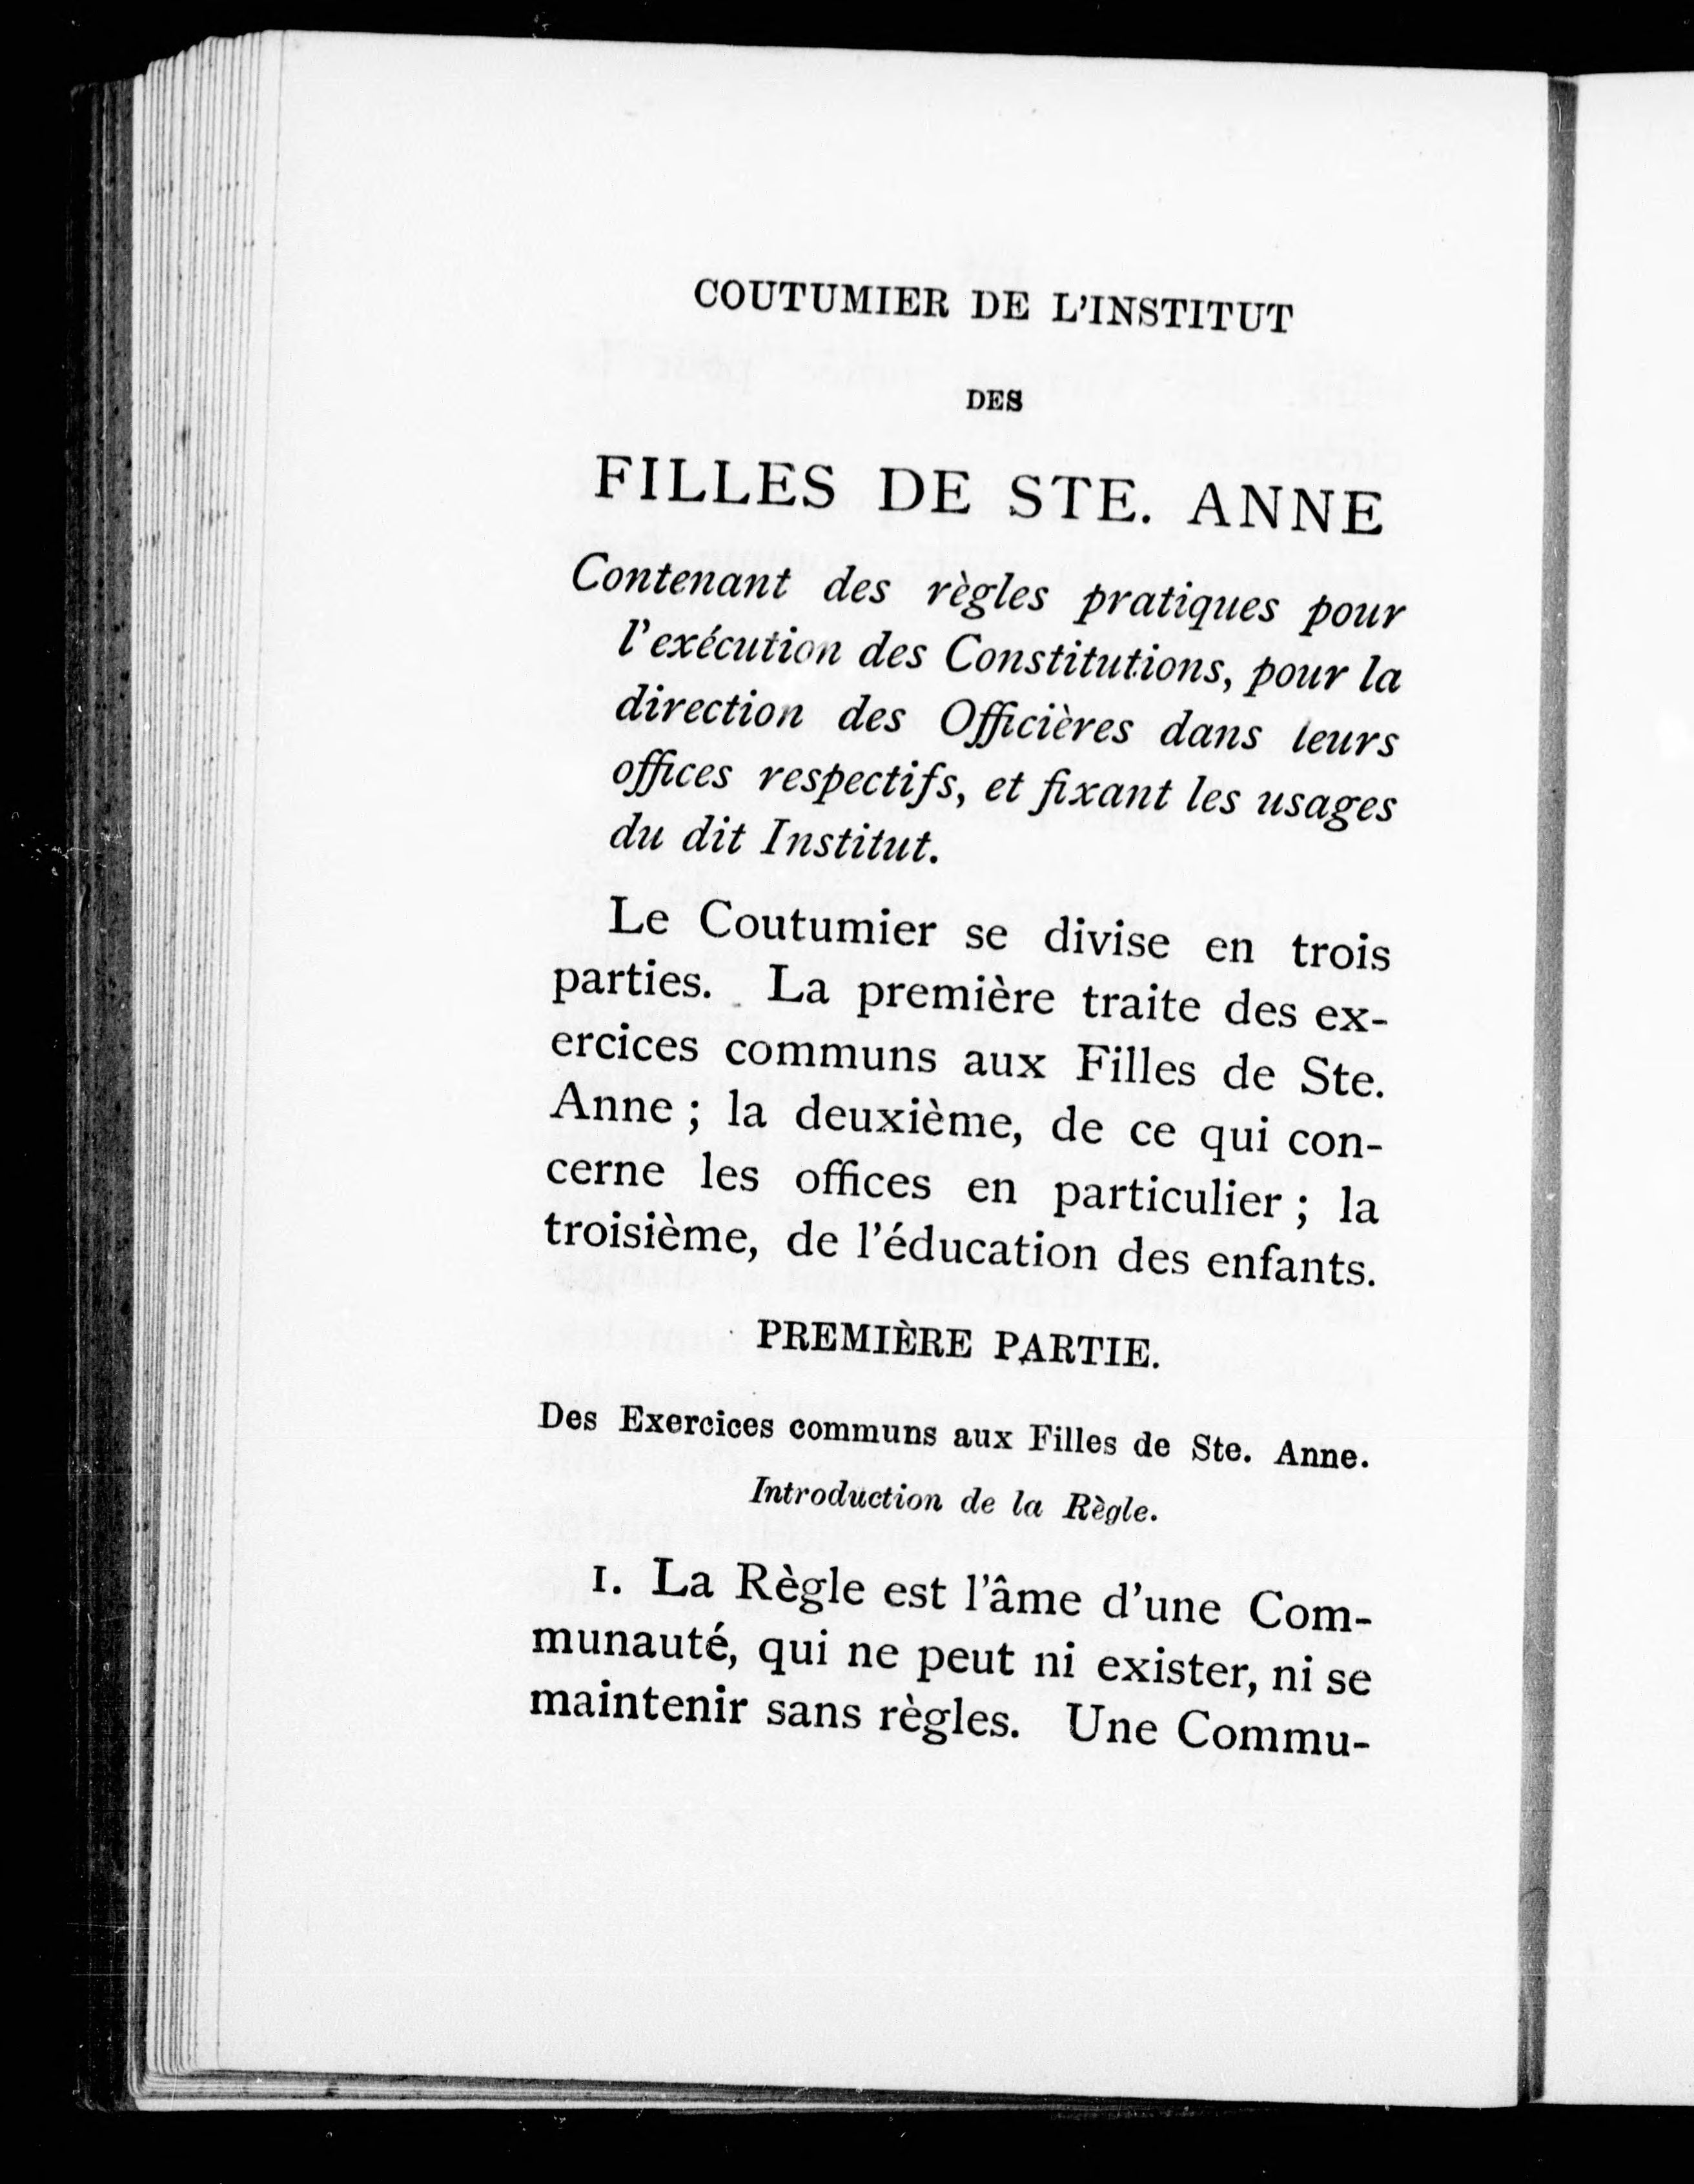 COUTUMIER DE L'INSTITUT
DES
FILLES DE STE. ANNE
Contenant des règles pratiques pour
l'exécution des Constitutions, pour la
direction des Officières dans leurs
offices respectifs, et fixant les usages
du dit Institut.
Le Coutumier se divise en trois
parties. La première traite des ex-
ercices communs aux Filles de Ste.
Anne ; la deuxième, de ce qui con-
cerne les offices en particulier ; la
troisième, de l'éducation des enfants.
PREMIÈRE PARTIE.
Des Exercices communs aux Filles de Ste. Anne.
Introduction de la Règle.
1. La Règle est l'âme d'une Com-
munauté, qui ne peut ni exister, ni se
maintenir sans règles. Une Commu-